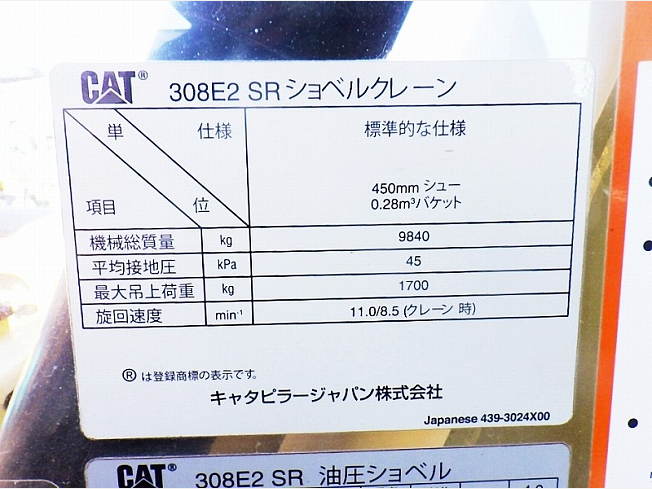 CAT® 308E2 SR ショベルクレーン
単 仕様 標準的な仕様
450mm シュー
項目 位 0.28m³バケット
機械総質量 kg 9840
平均接地圧 kPa 45
最大吊上荷重 kg 1700
旋回速度 min⁻¹ 11.0/8.5 (クレーン 時)
® は登録商標の表示です。
キャタピラージャパン株式会社
Japanese 439-3024X00
CAT® 308E2 SR 油圧ショベル